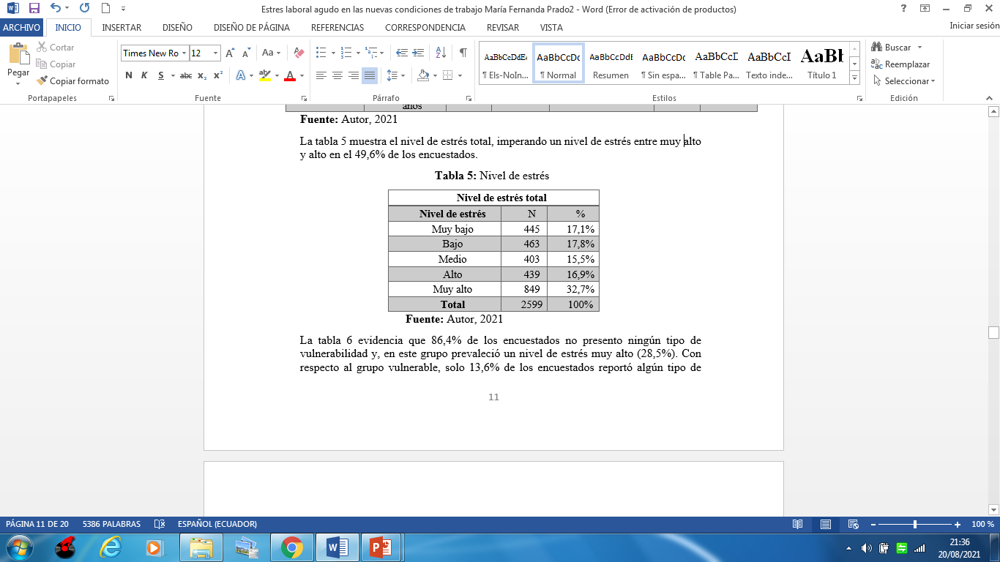 Estres laboral agudo en las nuevas condiciones de trabajo María Fernanda Prado2 - Word (Error de activación de productos)
ARCHIVO INICIO INSERTAR DISEÑO DISEÑO DE PÁGINA REFERENCIAS CORRESPONDENCIA REVISAR VISTA Iniciar sesión
Pegar
Cortar
Copiar
Copiar formato
Portapapeles
Times New Ro 12
N K S abc x₂ x²
Fuente
Párrafo
AaBbCcDdEe AaBbCcDc AaBbCcDdE AaBbCcDc AaBbCcD AaBbCcI AaBb
¶ Els-NoIn... ¶ Normal Resumen ¶ Sin espa... ¶ Table Pa... Texto inde... Título 1
Estilos
Buscar
Reemplazar
Seleccionar
Edición
años
Fuente: Autor, 2021
La tabla 5 muestra el nivel de estrés total, imperando un nivel de estrés entre muy alto
y alto en el 49,6% de los encuestados.
Tabla 5: Nivel de estrés
Nivel de estrés total
Nivel de estrés N %
Muy bajo 445 17,1%
Bajo 463 17,8%
Medio 403 15,5%
Alto 439 16,9%
Muy alto 849 32,7%
Total 2599 100%
Fuente: Autor, 2021
La tabla 6 evidencia que 86,4% de los encuestados no presento ningún tipo de
vulnerabilidad y, en este grupo prevaleció un nivel de estrés muy alto (28,5%). Con
respecto al grupo vulnerable, solo 13,6% de los encuestados reportó algún tipo de
11
PÁGINA 11 DE 20 5386 PALABRAS ESPAÑOL (ECUADOR) 100 %
21:36
20/08/2021